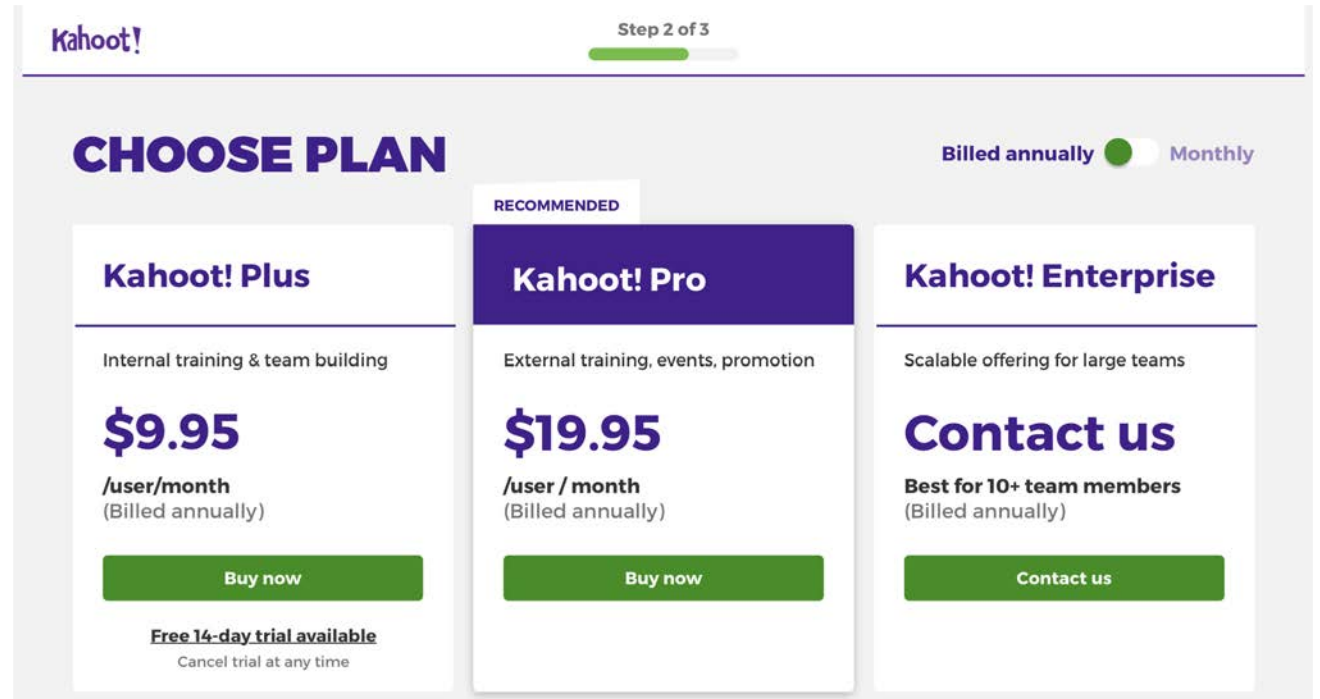 Kahoot!
Step 2 of 3
CHOOSE PLAN
Billed annually Monthly
RECOMMENDED
Kahoot! Plus
Internal training & team building
$9.95
/user/month
(Billed annually)
Buy now
Free 14-day trial available
Cancel trial at any time
Kahoot! Pro
External training, events, promotion
$19.95
/user / month
(Billed annually)
Buy now
Kahoot! Enterprise
Scalable offering for large teams
Contact us
Best for 10+ team members
(Billed annually)
Contact us